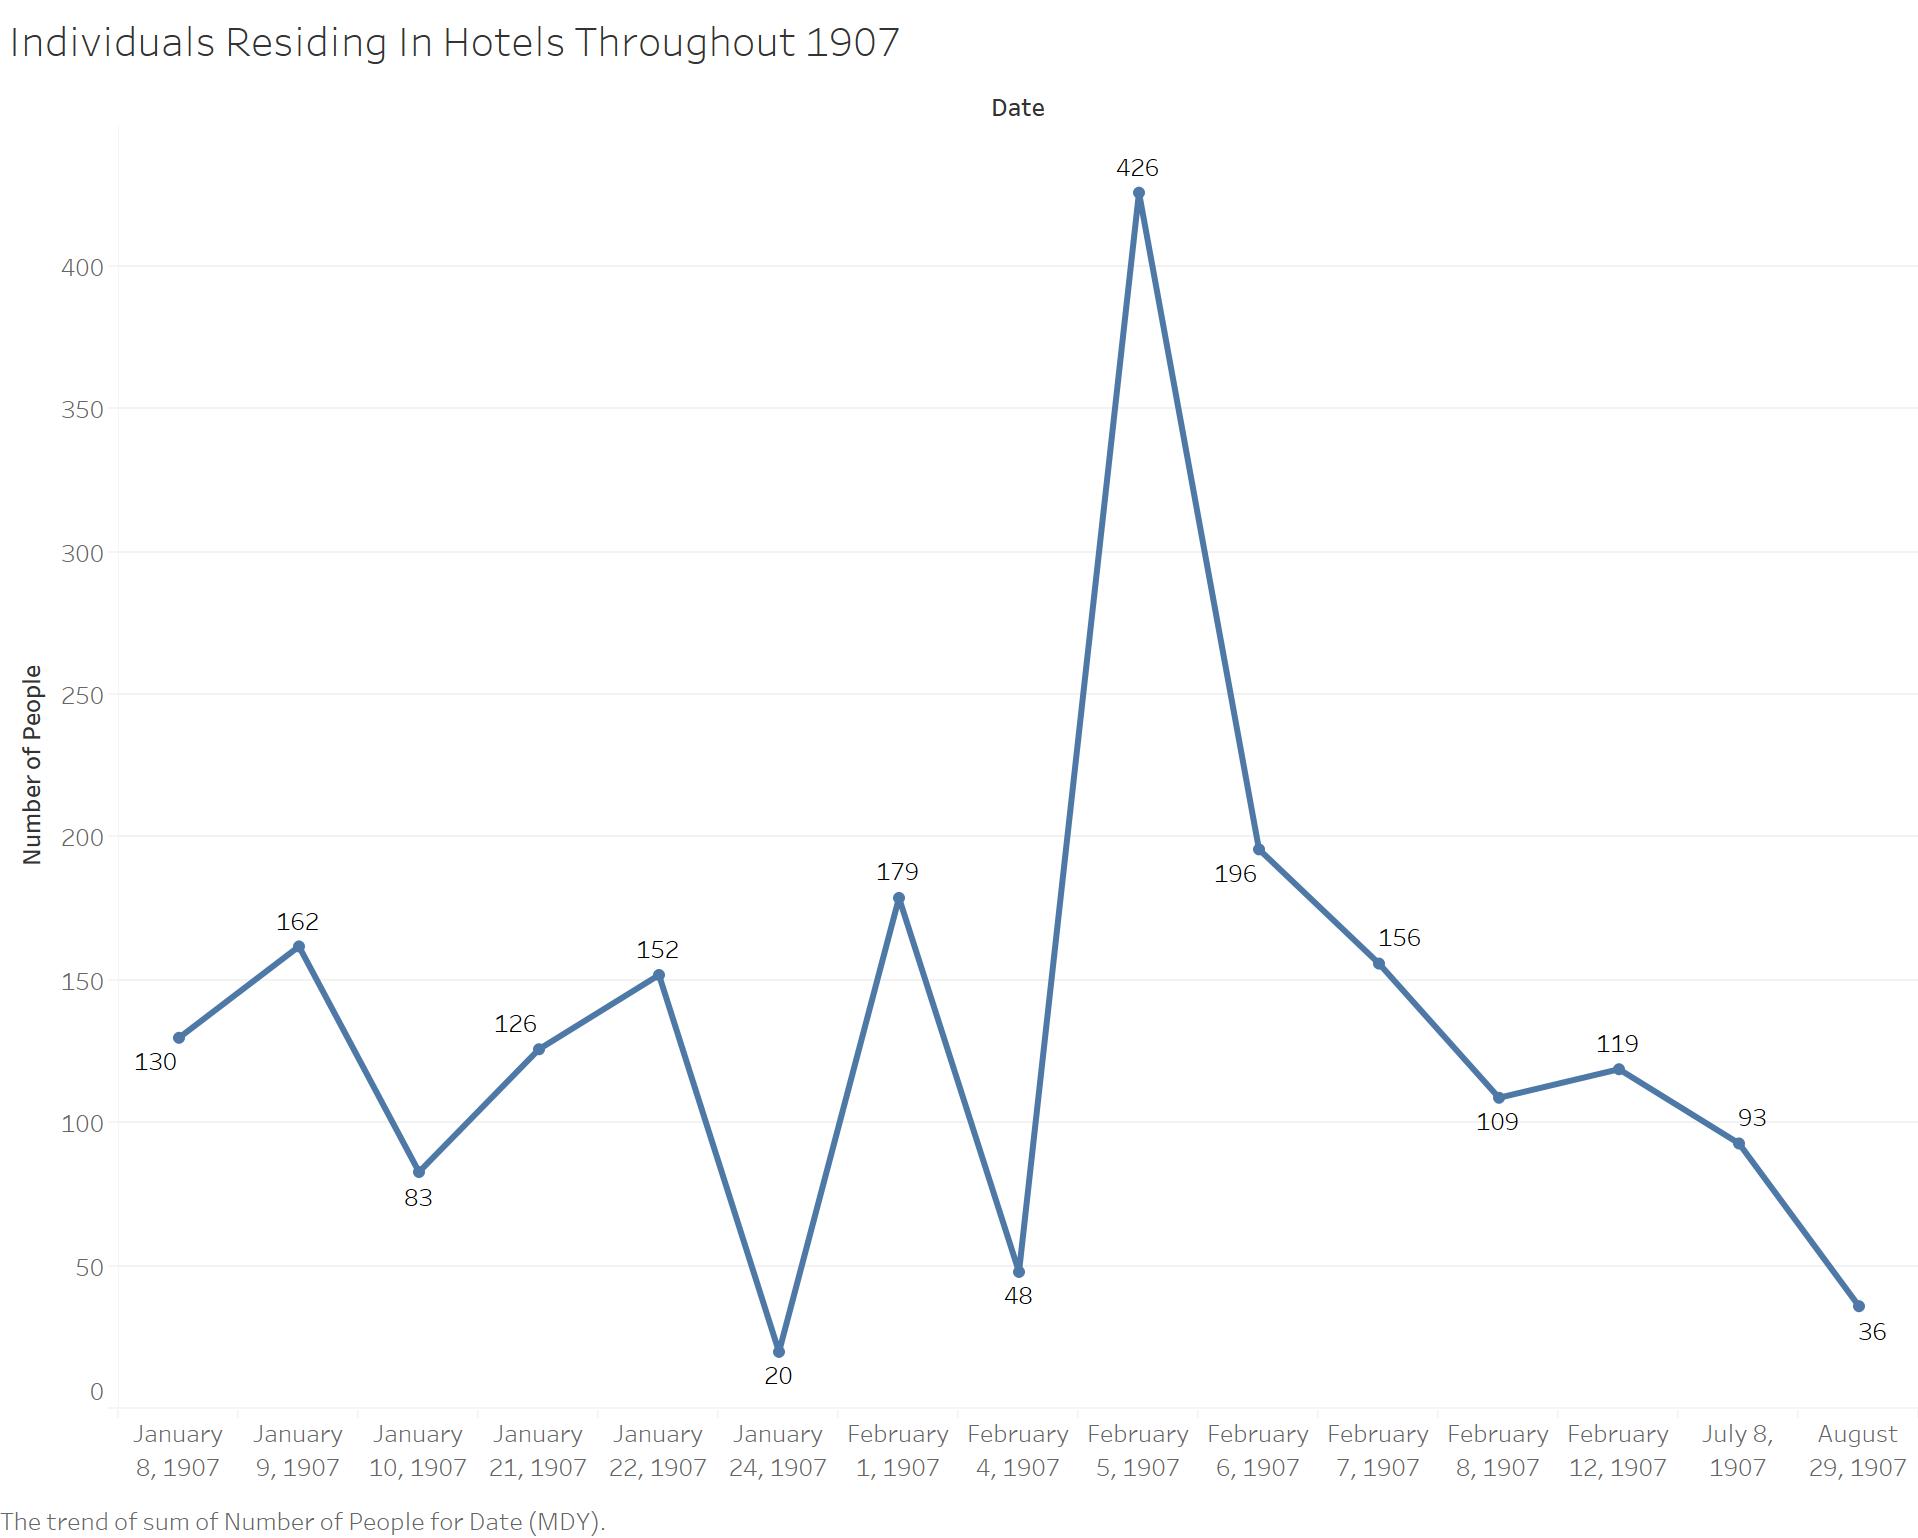 Individuals Residing In Hotels Throughout 1907
Date
Number of People
400
350
300
250
200
150
100
50
0
130
162
83
126
152
20
179
48
426
196
156
109
119
93
36
January 8, 1907
January 9, 1907
January 10, 1907
January 21, 1907
January 22, 1907
January 24, 1907
February 1, 1907
February 4, 1907
February 5, 1907
February 6, 1907
February 7, 1907
February 8, 1907
February 12, 1907
July 8, 1907
August 29, 1907
The trend of sum of Number of People for Date (MDY).